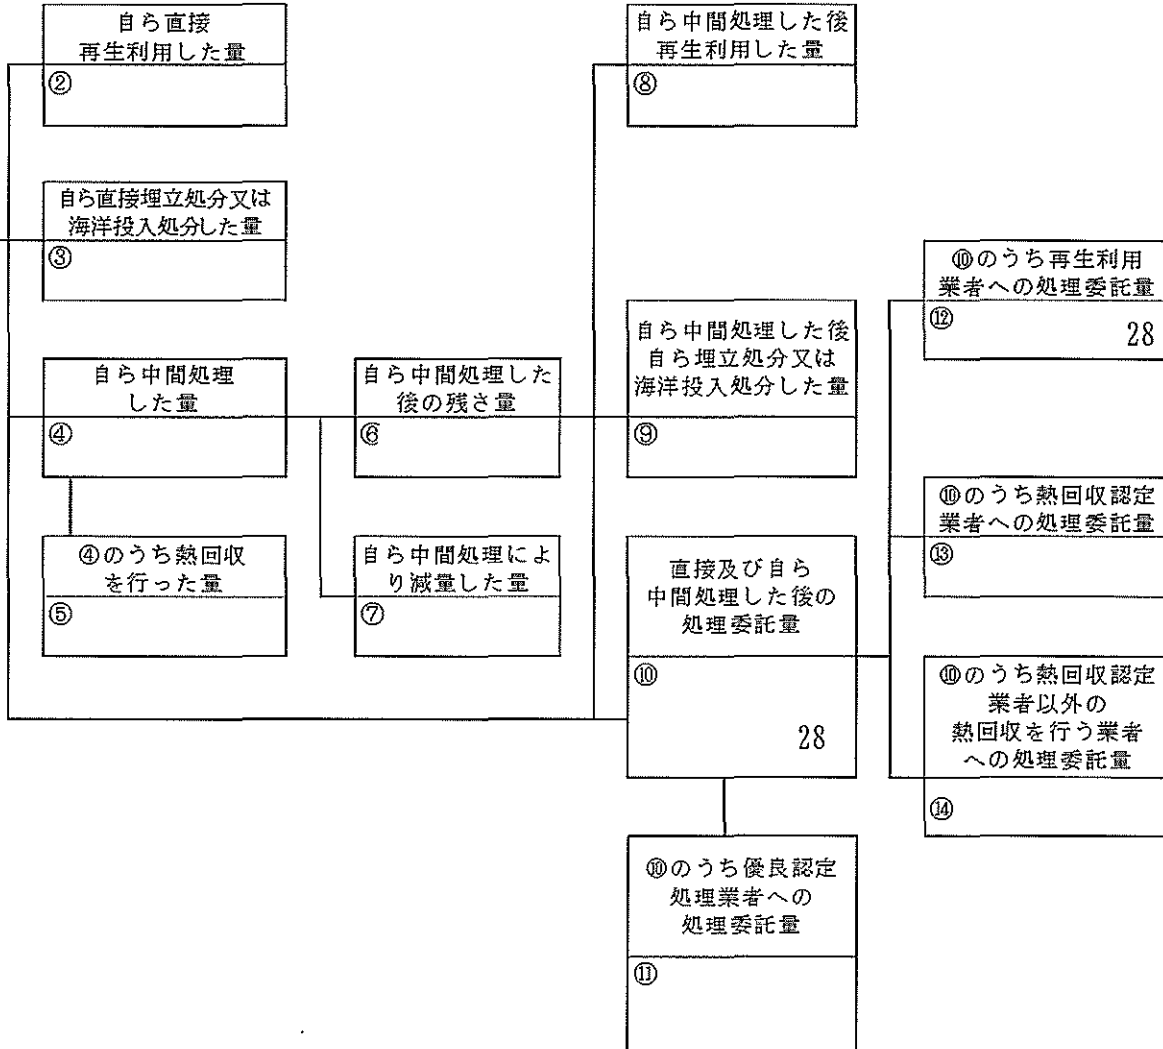 自ら直接
再生利用した量
②
自ら中間処理した後
再生利用した量
⑧
自ら直接埋立処分又は
海洋投入処分した量
③
⑩のうち再生利用
業者への処理委託量
⑫
28
自ら中間処理した後
自ら埋立処分又は
海洋投入処分した量
⑨
自ら中間処理
した量
④
自ら中間処理した
後の残さ量
⑥
⑩のうち熱回収認定
業者への処理委託量
⑬
④のうち熱回収
を行った量
⑤
自ら中間処理によ
り減量した量
⑦
直接及び自ら
中間処理した後の
処理委託量
⑩
28
⑩のうち熱回収認定
業者以外の
熱回収を行う業者
への処理委託量
⑭
⑩のうち優良認定
処理業者への
処理委託量
⑪